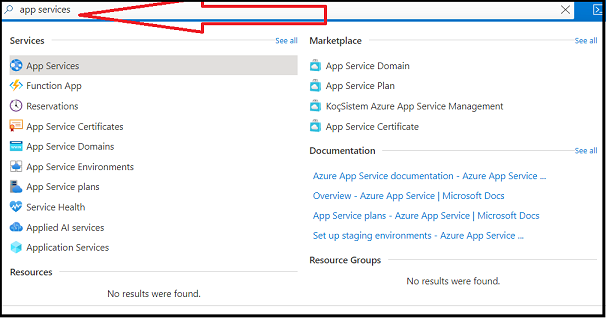 app services
Services
See all
App Services
Function App
Reservations
App Service Certificates
App Service Domains
App Service Environments
App Service plans
Service Health
Applied AI services
Application Services
Resources
No results were found.
Marketplace
See all
App Service Domain
App Service Plan
KoçSistem Azure App Service Management
App Service Certificate
Documentation
See all
Azure App Service documentation - Azure App Service ...
Overview - Azure App Service | Microsoft Docs
App Service plans - Azure App Service | Microsoft Docs
Set up staging environments - Azure App Service ...
Resource Groups
No results were found.